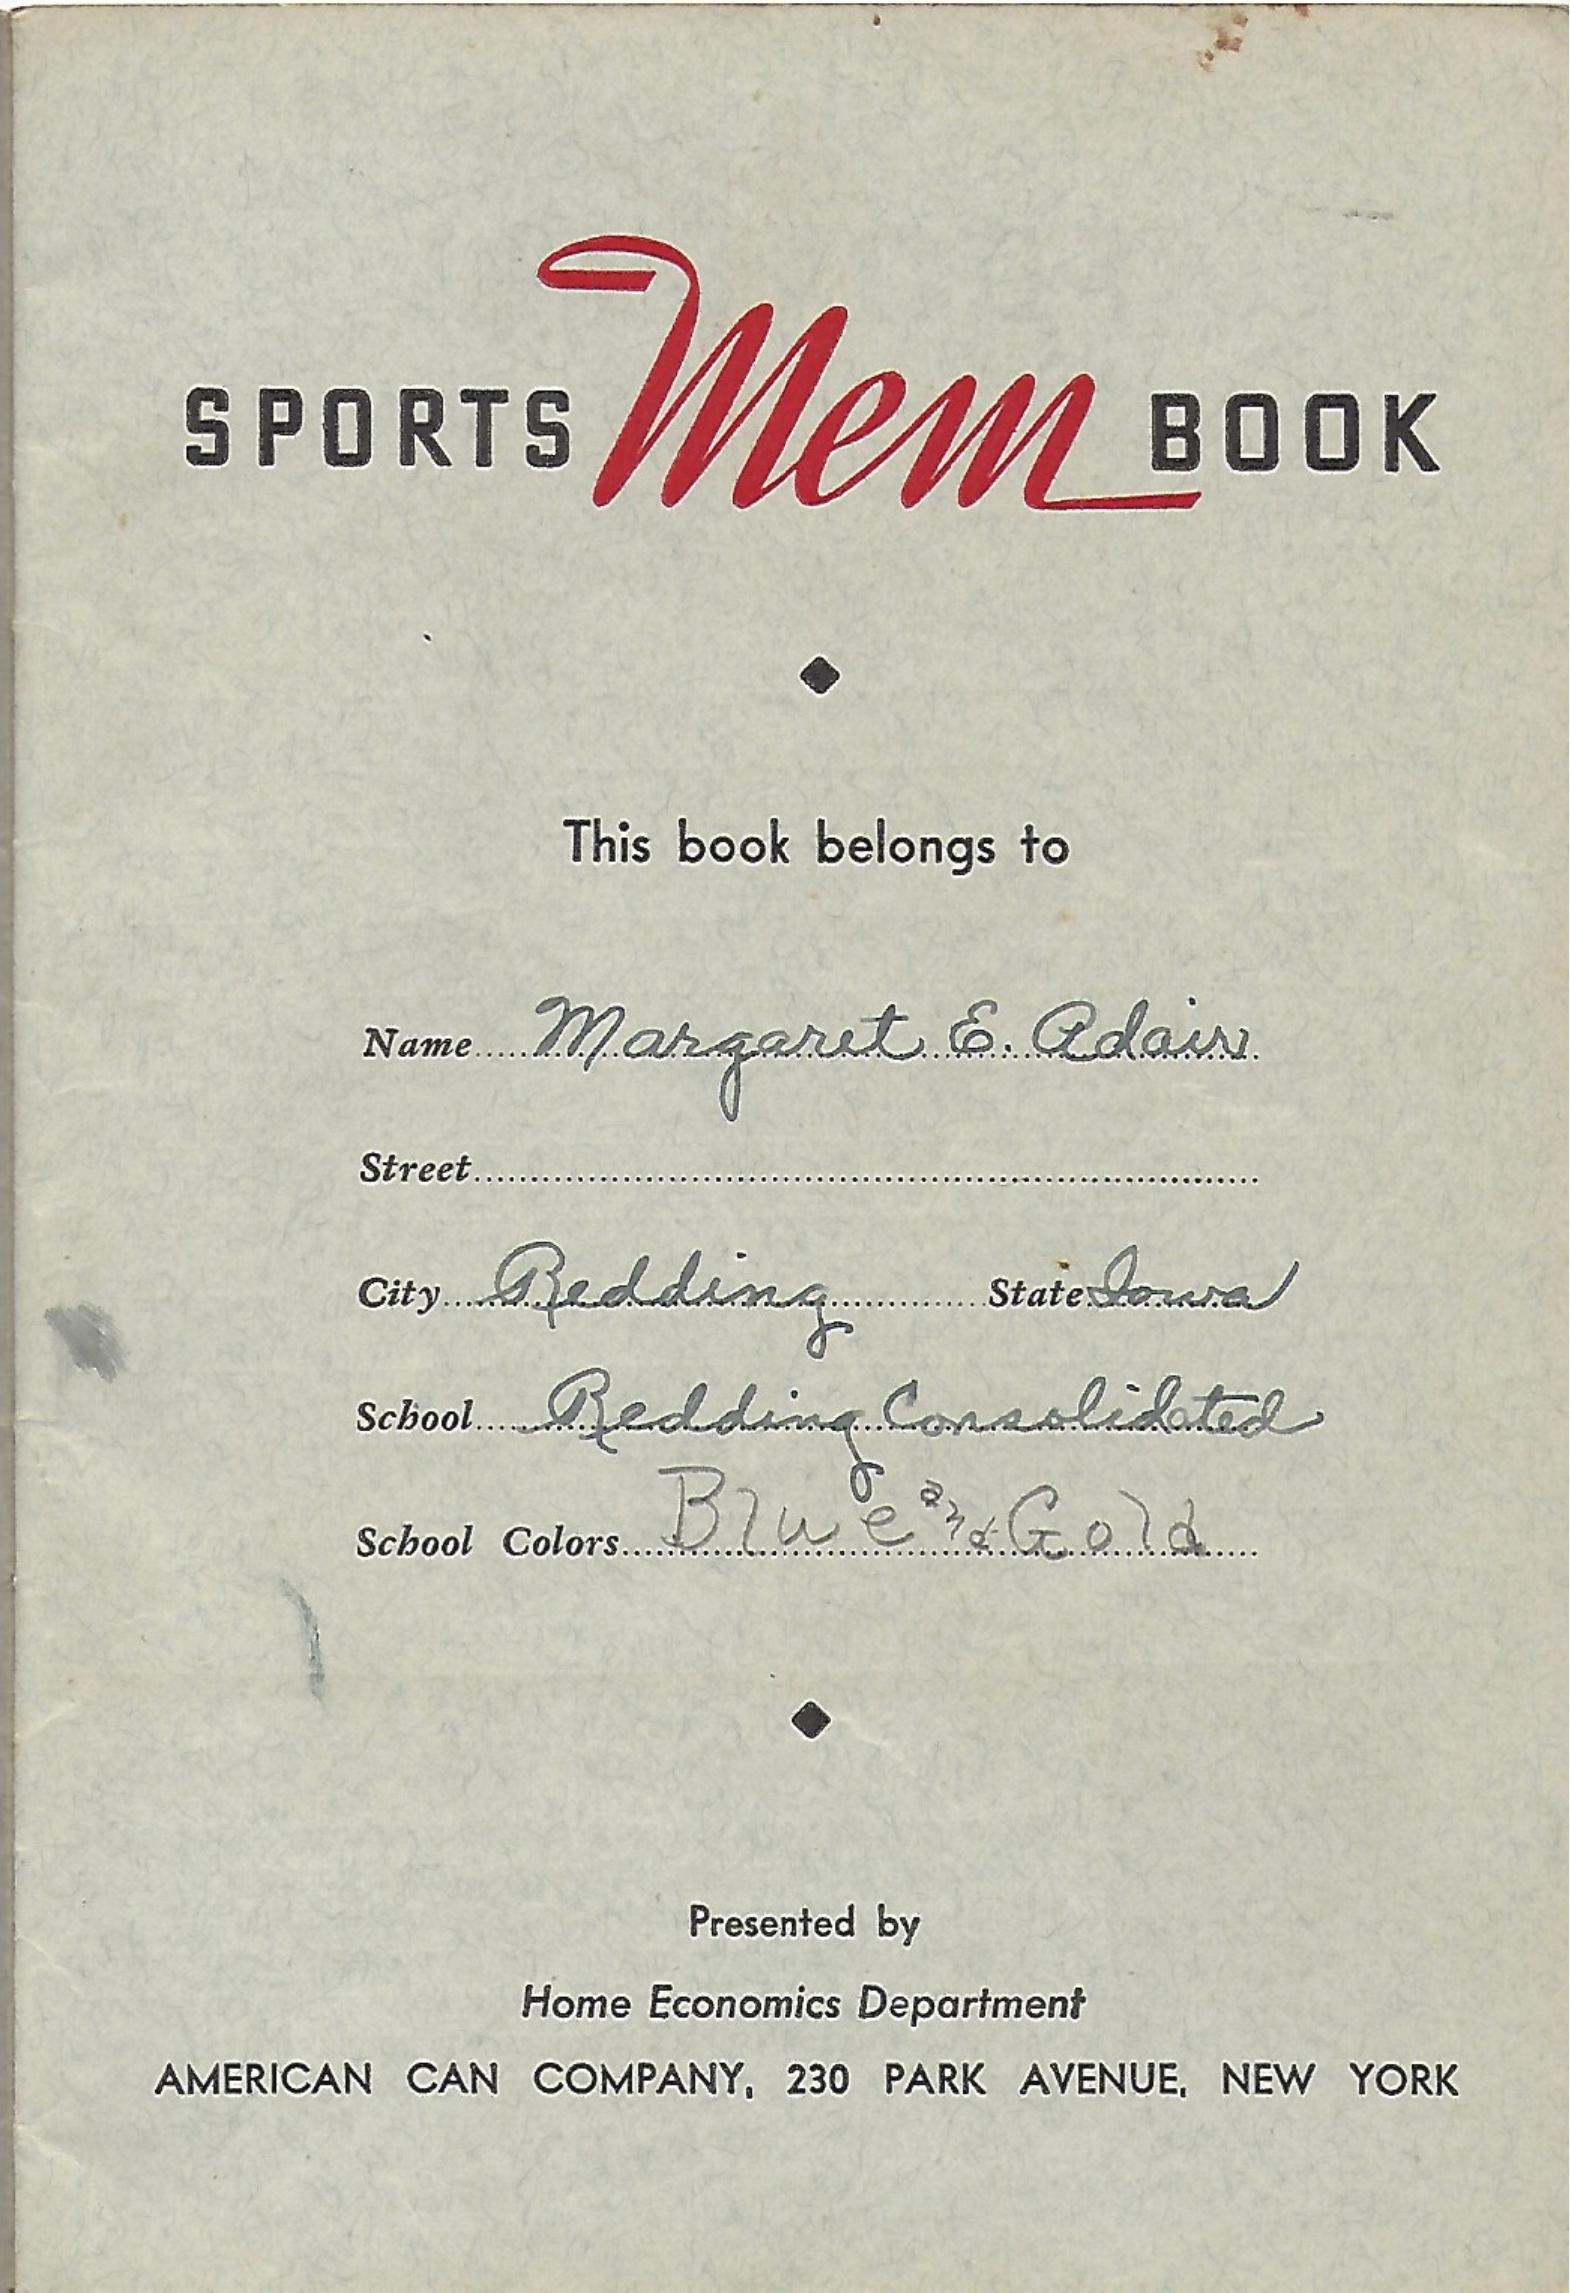 SPORTS Mem BOOK
This book belongs to
Name.....Margaret E. Adair
Street.....
City.....Redding.....State Iowa
School.....Redding Consolidated
School Colors.....Blue and Gold.....
Presented by
Home Economics Department
AMERICAN CAN COMPANY, 230 PARK AVENUE, NEW YORK